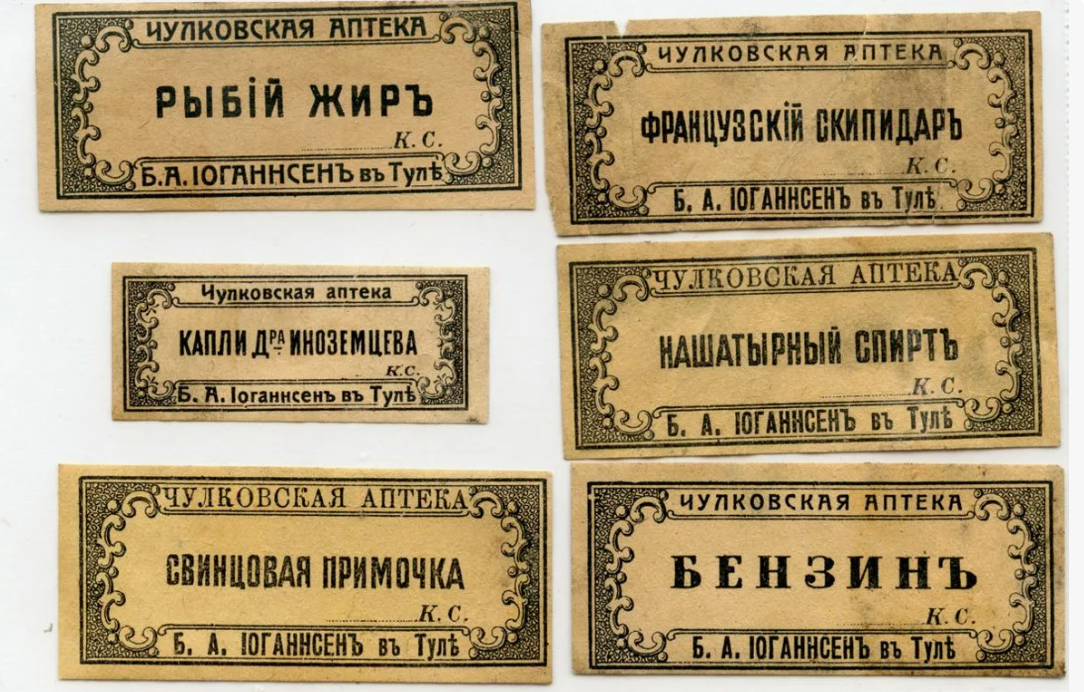 ЧУЛКОВСКАЯ АПТЕКА
РЫБІЙ ЖИРЪ
К. С.
Б. А. ІОГАННСЕНЪ въ Тулѣ
ЧУЛКОВСКАЯ АПТЕКА
ФРАНЦУЗСКІЙ СКИПИДАРЪ
К. С.
Б. А. ІОГАННСЕНЪ въ Тулѣ
Чулковская аптека
КАПЛИ ДРА ИНОЗЕМЦЕВА
К. С.
Б. А. Іоганнсенъ въ Тулѣ
ЧУЛКОВСКАЯ АПТЕКА
НАШАТЫРНЫЙ СПИРТЪ
К. С.
Б. А. ІОГАННСЕНЪ въ Тулѣ
ЧУЛКОВСКАЯ АПТЕКА
СВИНЦОВАЯ ПРИМОЧКА
К. С.
Б. А. ІОГАННСЕНЪ въ Тулѣ
ЧУЛКОВСКАЯ АПТЕКА
БЕНЗИНЪ
К. С.
Б. А. ІОГАННСЕНЪ въ Тулѣ